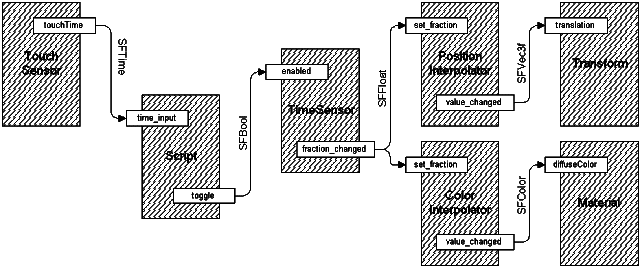 touchTime
Touch
Sensor
SFTime
time_input
Script
toggle
SFBool
enabled
TimeSensor
fraction_changed
SFFloat
set_fraction
Position
Interpolator
value_changed
SFVec3f
translation
Transform
set_fraction
Color
Interpolator
value_changed
SFColor
diffuseColor
Material